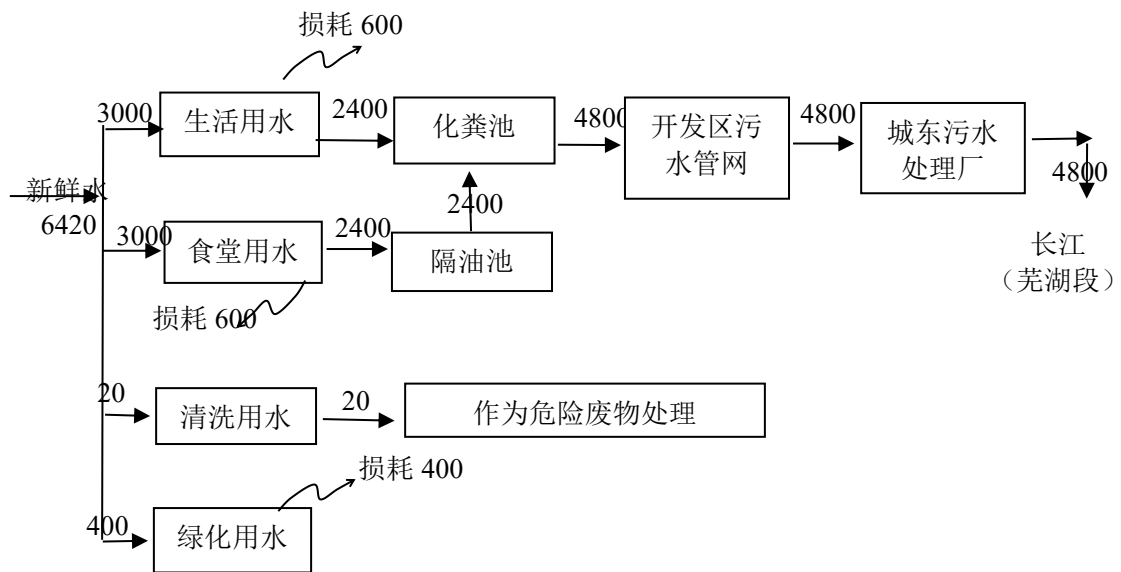 损耗 600
3000
生活用水
2400
化粪池
4800
开发区污
水管网
4800
城东污水
处理厂
4800
新鲜水
6420
2400
3000
食堂用水
2400
隔油池
长江
（芜湖段）
损耗 600
20
清洗用水
20
作为危险废物处理
损耗 400
400
绿化用水